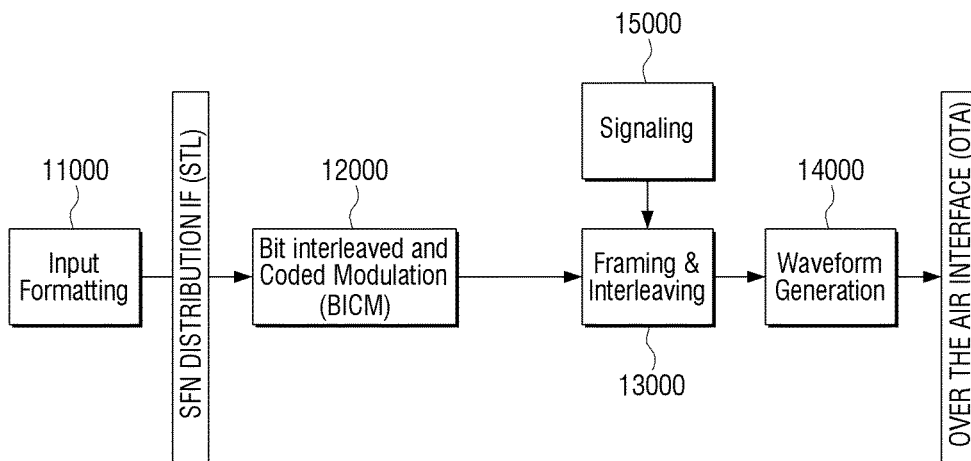 15000
Signaling
11000
Input
Formatting
SFN DISTRIBUTION IF (STL)
12000
Bit interleaved and
Coded Modulation
(BICM)
Framing &
Interleaving
13000
14000
Waveform
Generation
OVER THE AIR INTERFACE (OTA)